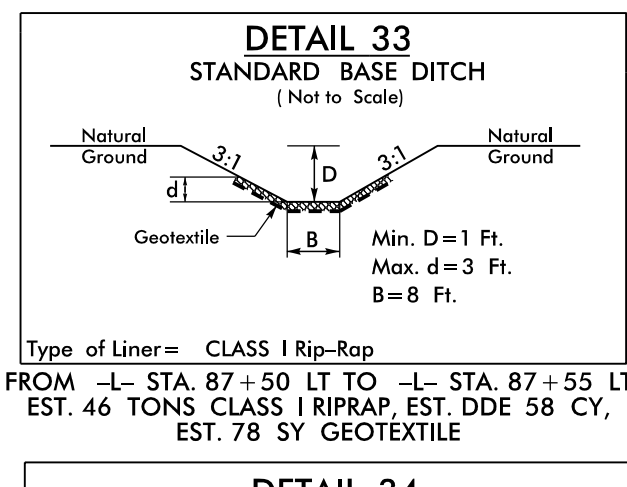 DETAIL 33
STANDARD BASE DITCH
( Not to Scale)
Natural
Ground
3:1
D
3:1
Natural
Ground
d
Geotextile
B
Min. D=1 Ft.
Max. d=3 Ft.
B=8 Ft.
Type of Liner= CLASS I Rip-Rap
FROM -L- STA. 87+50 LT TO -L- STA. 87+55 LT
EST. 46 TONS CLASS I RIPRAP, EST. DDE 58 CY,
EST. 78 SY GEOTEXTILE
DETAIL 34